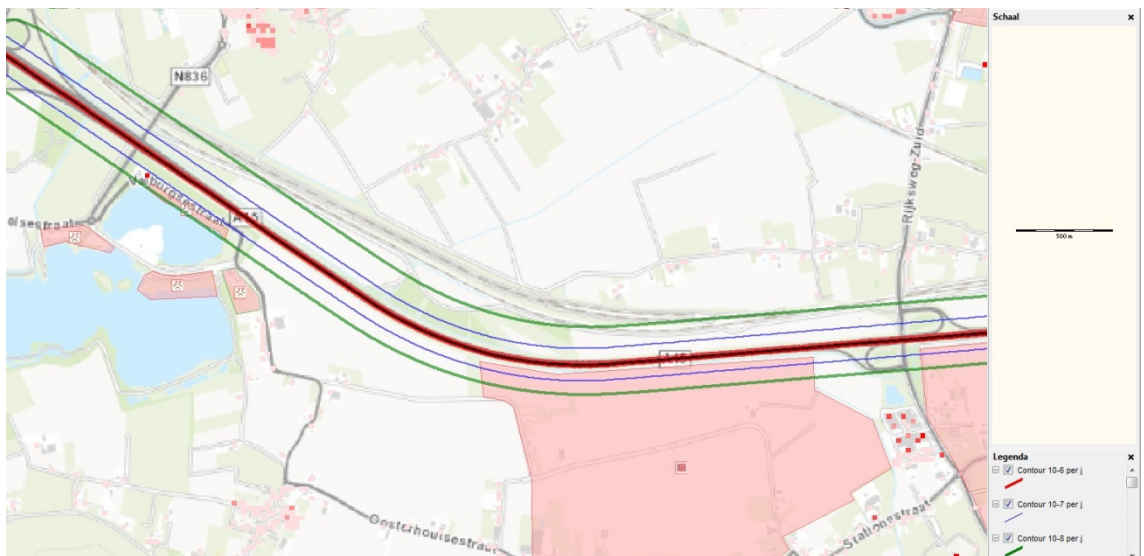 Schaal x
N836
Rijksweg-Zuid
A15
500 m
A15
Legenda x
Contour 10-6 per j
Contour 10-7 per j
Oosterhoutsestraat
Stationsstraat
Contour 10-8 per j